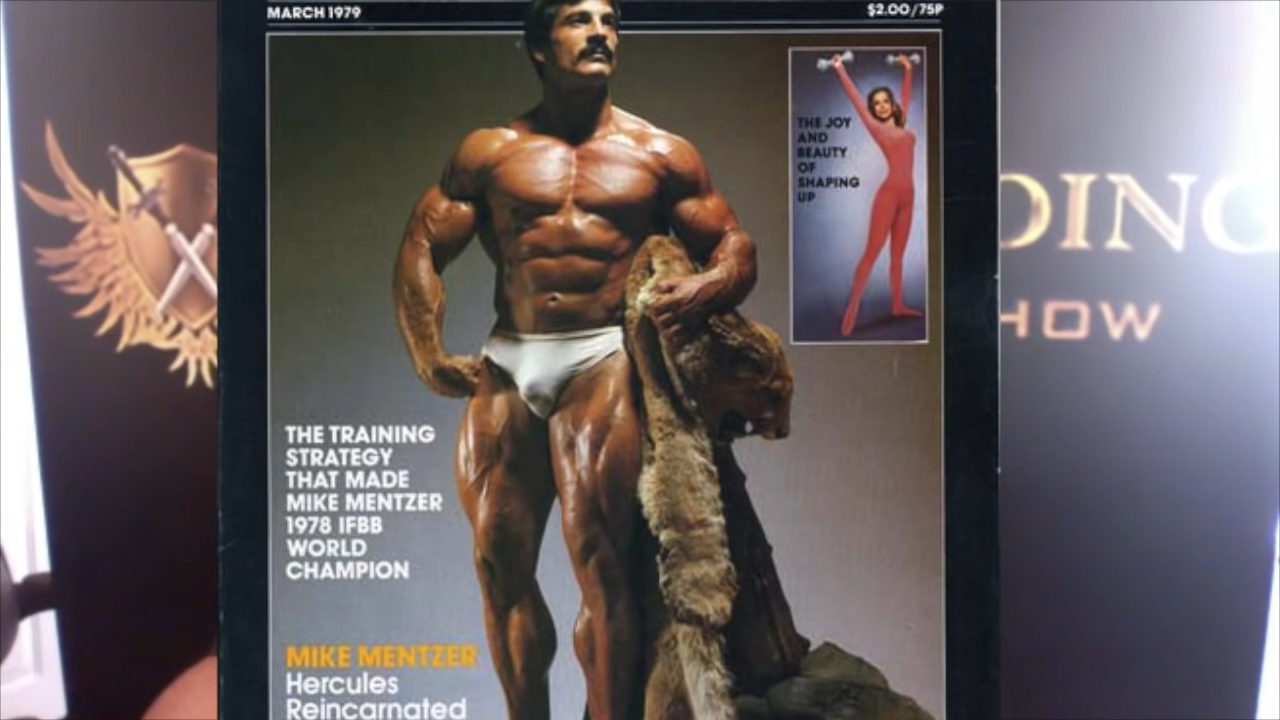 MARCH 1979
$2.00/75P
THE JOY
AND
BEAUTY
OF
SHAPING
UP
DING
HOW
THE TRAINING
STRATEGY
THAT MADE
MIKE MENTZER
1978 IFBB
WORLD
CHAMPION
MIKE MENTZER
Hercules
Reincarnated